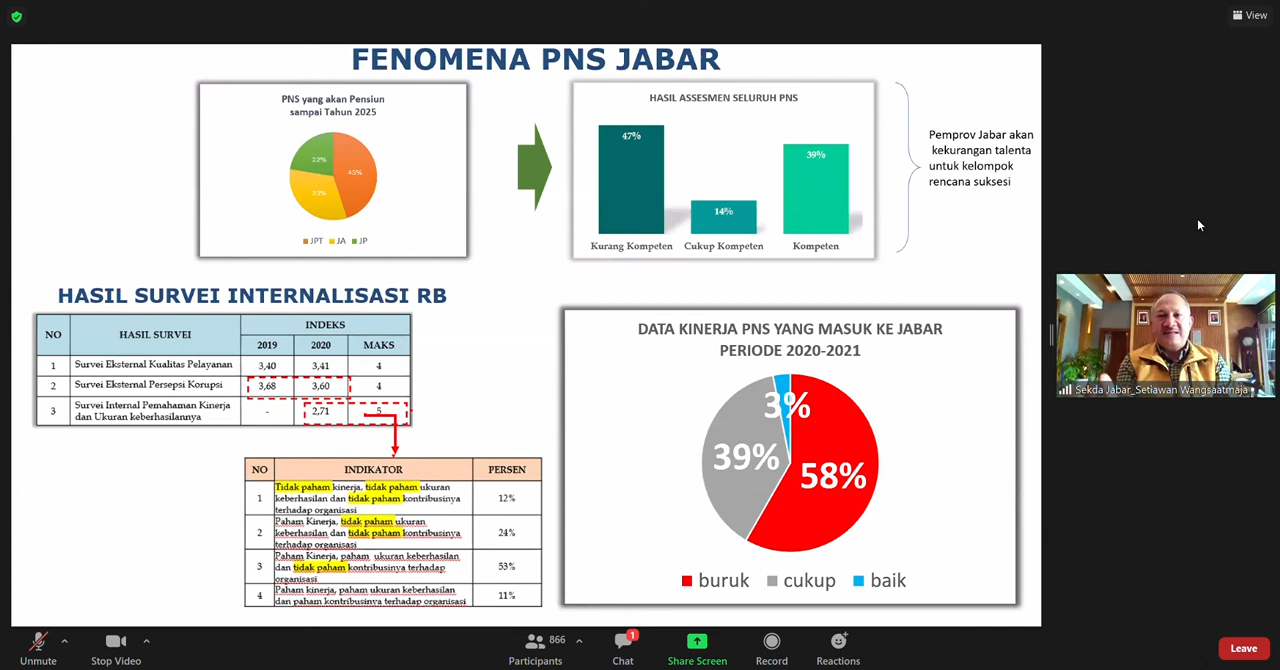 View
FENOMENA PNS JABAR
PNS yang akan Pensiun
sampai Tahun 2025
22%
45%
33%
JPT JA JP
HASIL ASSESMEN SELURUH PNS
47%
14%
39%
Kurang Kompeten Cukup Kompeten Kompeten
Pemprov Jabar akan
kekurangan talenta
untuk kelompok
rencana suksesi
HASIL SURVEI INTERNALISASI RB
NO HASIL SURVEI INDEKS
2019 2020 MAKS
1 Survei Eksternal Kualitas Pelayanan 3,40 3,41 4
2 Survei Eksternal Persepsi Korupsi 3,68 3,60 4
3 Survei Internal Pemahaman Kinerja
dan Ukuran keberhasilannya - 2,71 5
NO INDIKATOR PERSEN
1 Tidak paham kinerja, tidak paham ukuran
keberhasilan dan tidak paham kontribusinya
terhadap organisasi 12%
2 Paham Kinerja, tidak paham ukuran
keberhasilan dan tidak paham kontribusinya
terhadap organisasi 24%
3 Paham Kinerja, paham ukuran keberhasilan
dan tidak paham kontribusinya terhadap
organisasi 53%
4 Paham kinerja, paham ukuran keberhasilan
dan paham kontribusinya terhadap organisasi 11%
DATA KINERJA PNS YANG MASUK KE JABAR
PERIODE 2020-2021
3%
39%
58%
buruk cukup baik
Sekda Jabar_Setiawan Wangsaatmaja
Unmute Stop Video Participants 866 Chat 1 Share Screen Record Reactions Leave